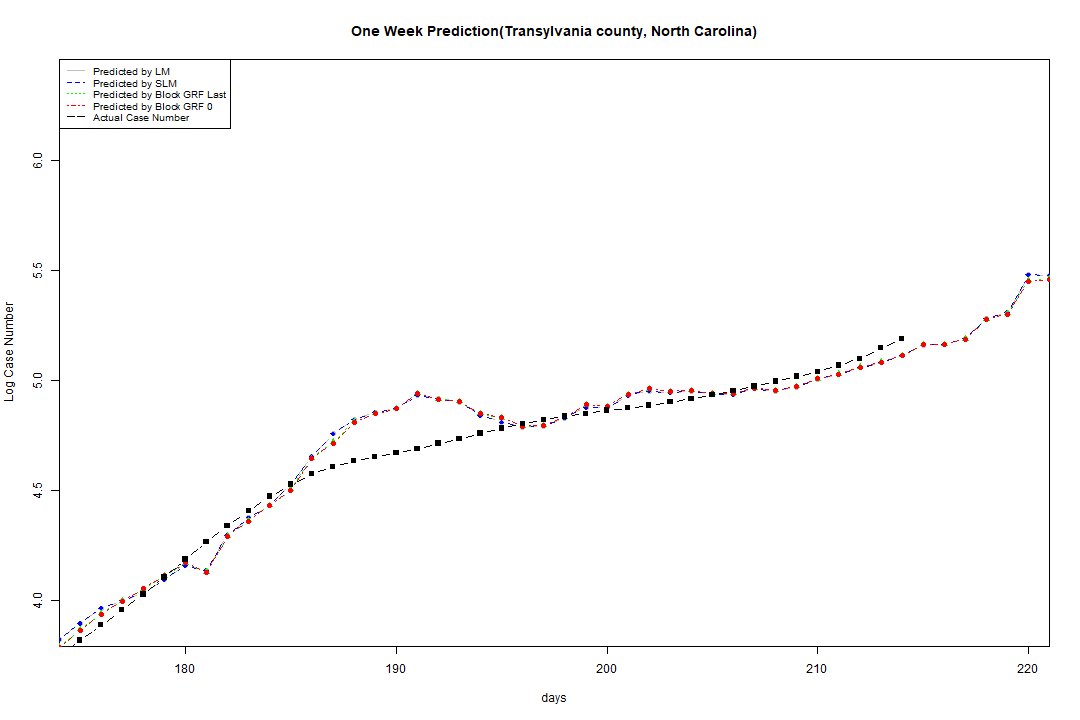 One Week Prediction(Transylvania county, North Carolina)
Predicted by LM
Predicted by SLM
Predicted by Block GRF Last
Predicted by Block GRF 0
Actual Case Number
6.0
5.5
5.0
4.5
4.0
Log Case Number
180 190 200 210 220
days